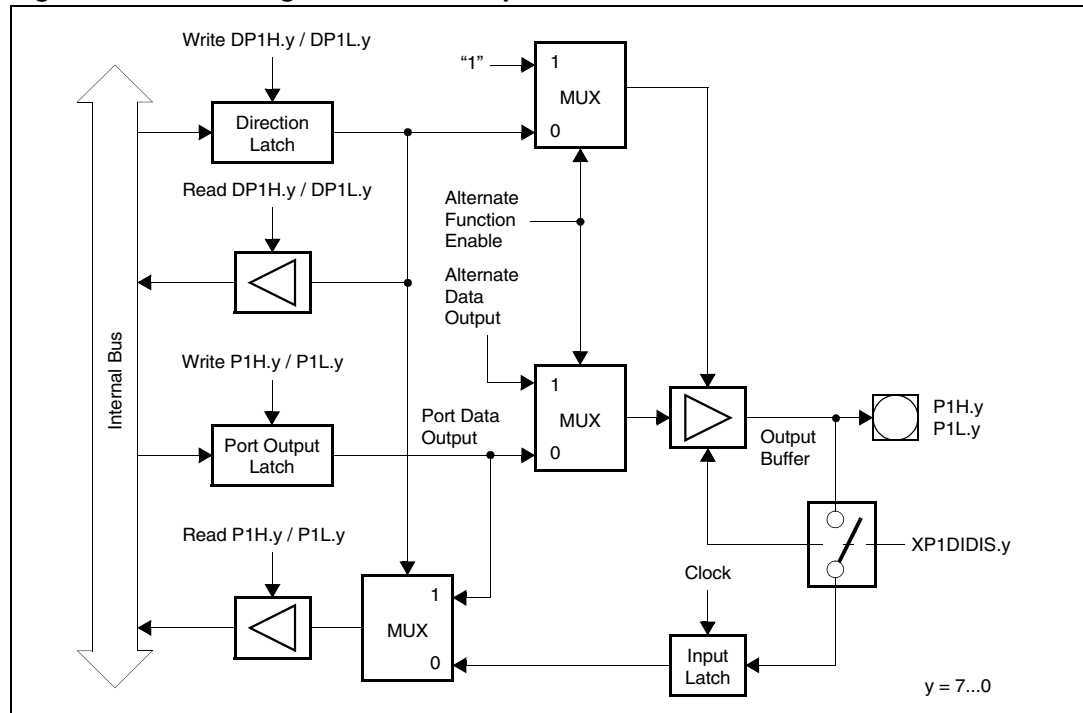 Write DP1H.y / DP1L.y
"1"
1
MUX
0
Direction
Latch
Read DP1H.y / DP1L.y
Alternate
Function
Enable
Alternate
Data
Output
Internal Bus
Write P1H.y / P1L.y
1
MUX
0
Port Data
Output
Port Output
Latch
Output
Buffer
P1H.y
P1L.y
Read P1H.y / P1L.y
XP1DIDIS.y
Clock
1
MUX
0
Input
Latch
y = 7...0